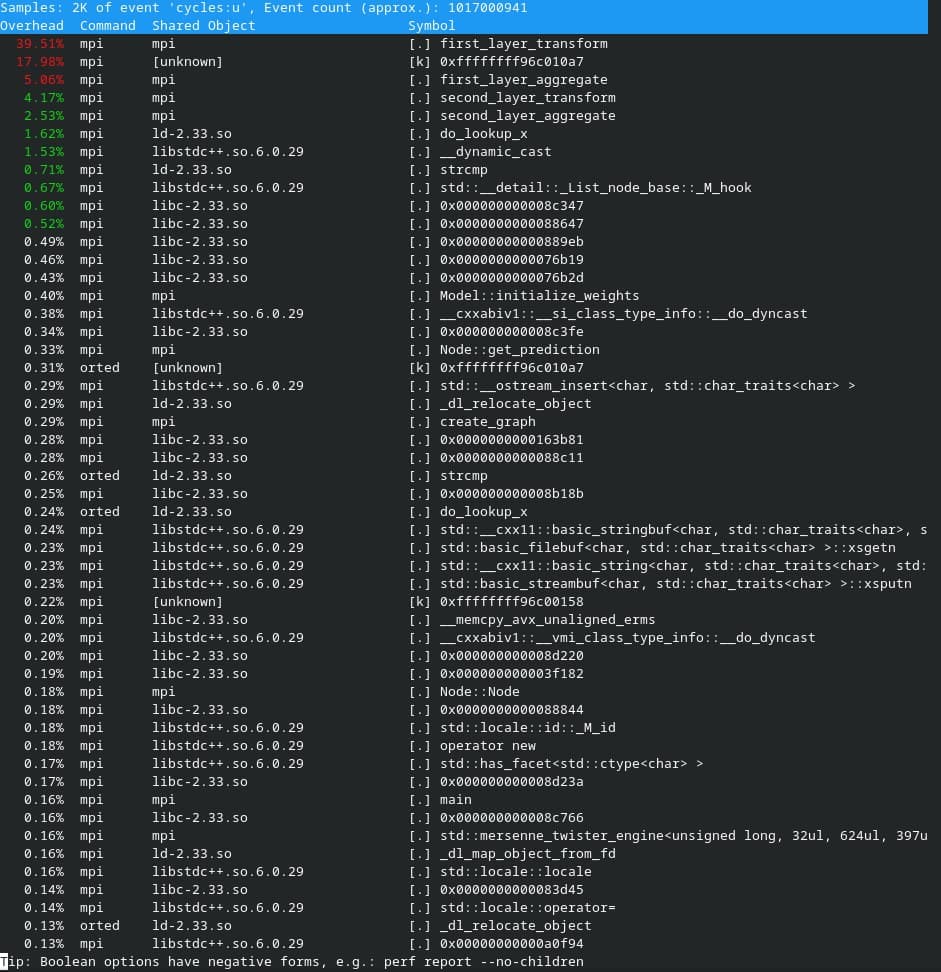 Samples: 2K of event 'cycles:u', Event count (approx.): 1017000941
Overhead  Command  Shared Object                   Symbol
  39.51%  mpi      mpi                             [.] first_layer_transform
  17.98%  mpi      [unknown]                       [k] 0xffffffff96c010a7
   5.06%  mpi      mpi                             [.] first_layer_aggregate
   4.17%  mpi      mpi                             [.] second_layer_transform
   2.53%  mpi      mpi                             [.] second_layer_aggregate
   1.62%  mpi      ld-2.33.so                      [.] do_lookup_x
   1.53%  mpi      libstdc++.so.6.0.29             [.] __dynamic_cast
   0.71%  mpi      ld-2.33.so                      [.] strcmp
   0.67%  mpi      libstdc++.so.6.0.29             [.] std::__detail::_List_node_base::_M_hook
   0.60%  mpi      libc-2.33.so                    [.] 0x000000000008c347
   0.52%  mpi      libc-2.33.so                    [.] 0x0000000000088647
   0.49%  mpi      libc-2.33.so                    [.] 0x00000000000889eb
   0.46%  mpi      libc-2.33.so                    [.] 0x0000000000076b19
   0.43%  mpi      libc-2.33.so                    [.] 0x0000000000076b2d
   0.40%  mpi      mpi                             [.] Model::initialize_weights
   0.38%  mpi      libstdc++.so.6.0.29             [.] __cxxabiv1::__si_class_type_info::__do_dyncast
   0.34%  mpi      libc-2.33.so                    [.] 0x000000000008c3fe
   0.33%  mpi      mpi                             [.] Node::get_prediction
   0.31%  orted    [unknown]                       [k] 0xffffffff96c010a7
   0.29%  mpi      libstdc++.so.6.0.29             [.] std::__ostream_insert<char, std::char_traits<char> >
   0.29%  mpi      ld-2.33.so                      [.] _dl_relocate_object
   0.29%  mpi      mpi                             [.] create_graph
   0.28%  mpi      libc-2.33.so                    [.] 0x0000000000163b81
   0.28%  mpi      libc-2.33.so                    [.] 0x0000000000088c11
   0.26%  orted    ld-2.33.so                      [.] strcmp
   0.25%  mpi      libc-2.33.so                    [.] 0x000000000008b18b
   0.24%  orted    ld-2.33.so                      [.] do_lookup_x
   0.24%  mpi      libstdc++.so.6.0.29             [.] std::__cxx11::basic_stringbuf<char, std::char_traits<char>, s
   0.23%  mpi      libstdc++.so.6.0.29             [.] std::basic_filebuf<char, std::char_traits<char> >::xsgetn
   0.23%  mpi      libstdc++.so.6.0.29             [.] std::__cxx11::basic_string<char, std::char_traits<char>, std:
   0.23%  mpi      libstdc++.so.6.0.29             [.] std::basic_streambuf<char, std::char_traits<char> >::xsputn
   0.22%  mpi      [unknown]                       [k] 0xffffffff96c00158
   0.20%  mpi      libc-2.33.so                    [.] __memcpy_avx_unaligned_erms
   0.20%  mpi      libstdc++.so.6.0.29             [.] __cxxabiv1::__vmi_class_type_info::__do_dyncast
   0.20%  mpi      libc-2.33.so                    [.] 0x000000000008d220
   0.19%  mpi      libc-2.33.so                    [.] 0x000000000003f182
   0.18%  mpi      mpi                             [.] Node::Node
   0.18%  mpi      libc-2.33.so                    [.] 0x0000000000088844
   0.18%  mpi      libstdc++.so.6.0.29             [.] std::locale::id::_M_id
   0.18%  mpi      libstdc++.so.6.0.29             [.] operator new
   0.17%  mpi      libstdc++.so.6.0.29             [.] std::has_facet<std::ctype<char> >
   0.17%  mpi      libc-2.33.so                    [.] 0x000000000008d23a
   0.16%  mpi      mpi                             [.] main
   0.16%  mpi      libc-2.33.so                    [.] 0x000000000008c766
   0.16%  mpi      mpi                             [.] std::mersenne_twister_engine<unsigned long, 32ul, 624ul, 397u
   0.16%  mpi      ld-2.33.so                      [.] _dl_map_object_from_fd
   0.16%  mpi      libstdc++.so.6.0.29             [.] std::locale::locale
   0.14%  mpi      libc-2.33.so                    [.] 0x0000000000083d45
   0.14%  mpi      libstdc++.so.6.0.29             [.] std::locale::operator=
   0.13%  orted    ld-2.33.so                      [.] _dl_relocate_object
   0.13%  mpi      libstdc++.so.6.0.29             [.] 0x00000000000a0f94
Tip: Boolean options have negative forms, e.g.: perf report --no-children